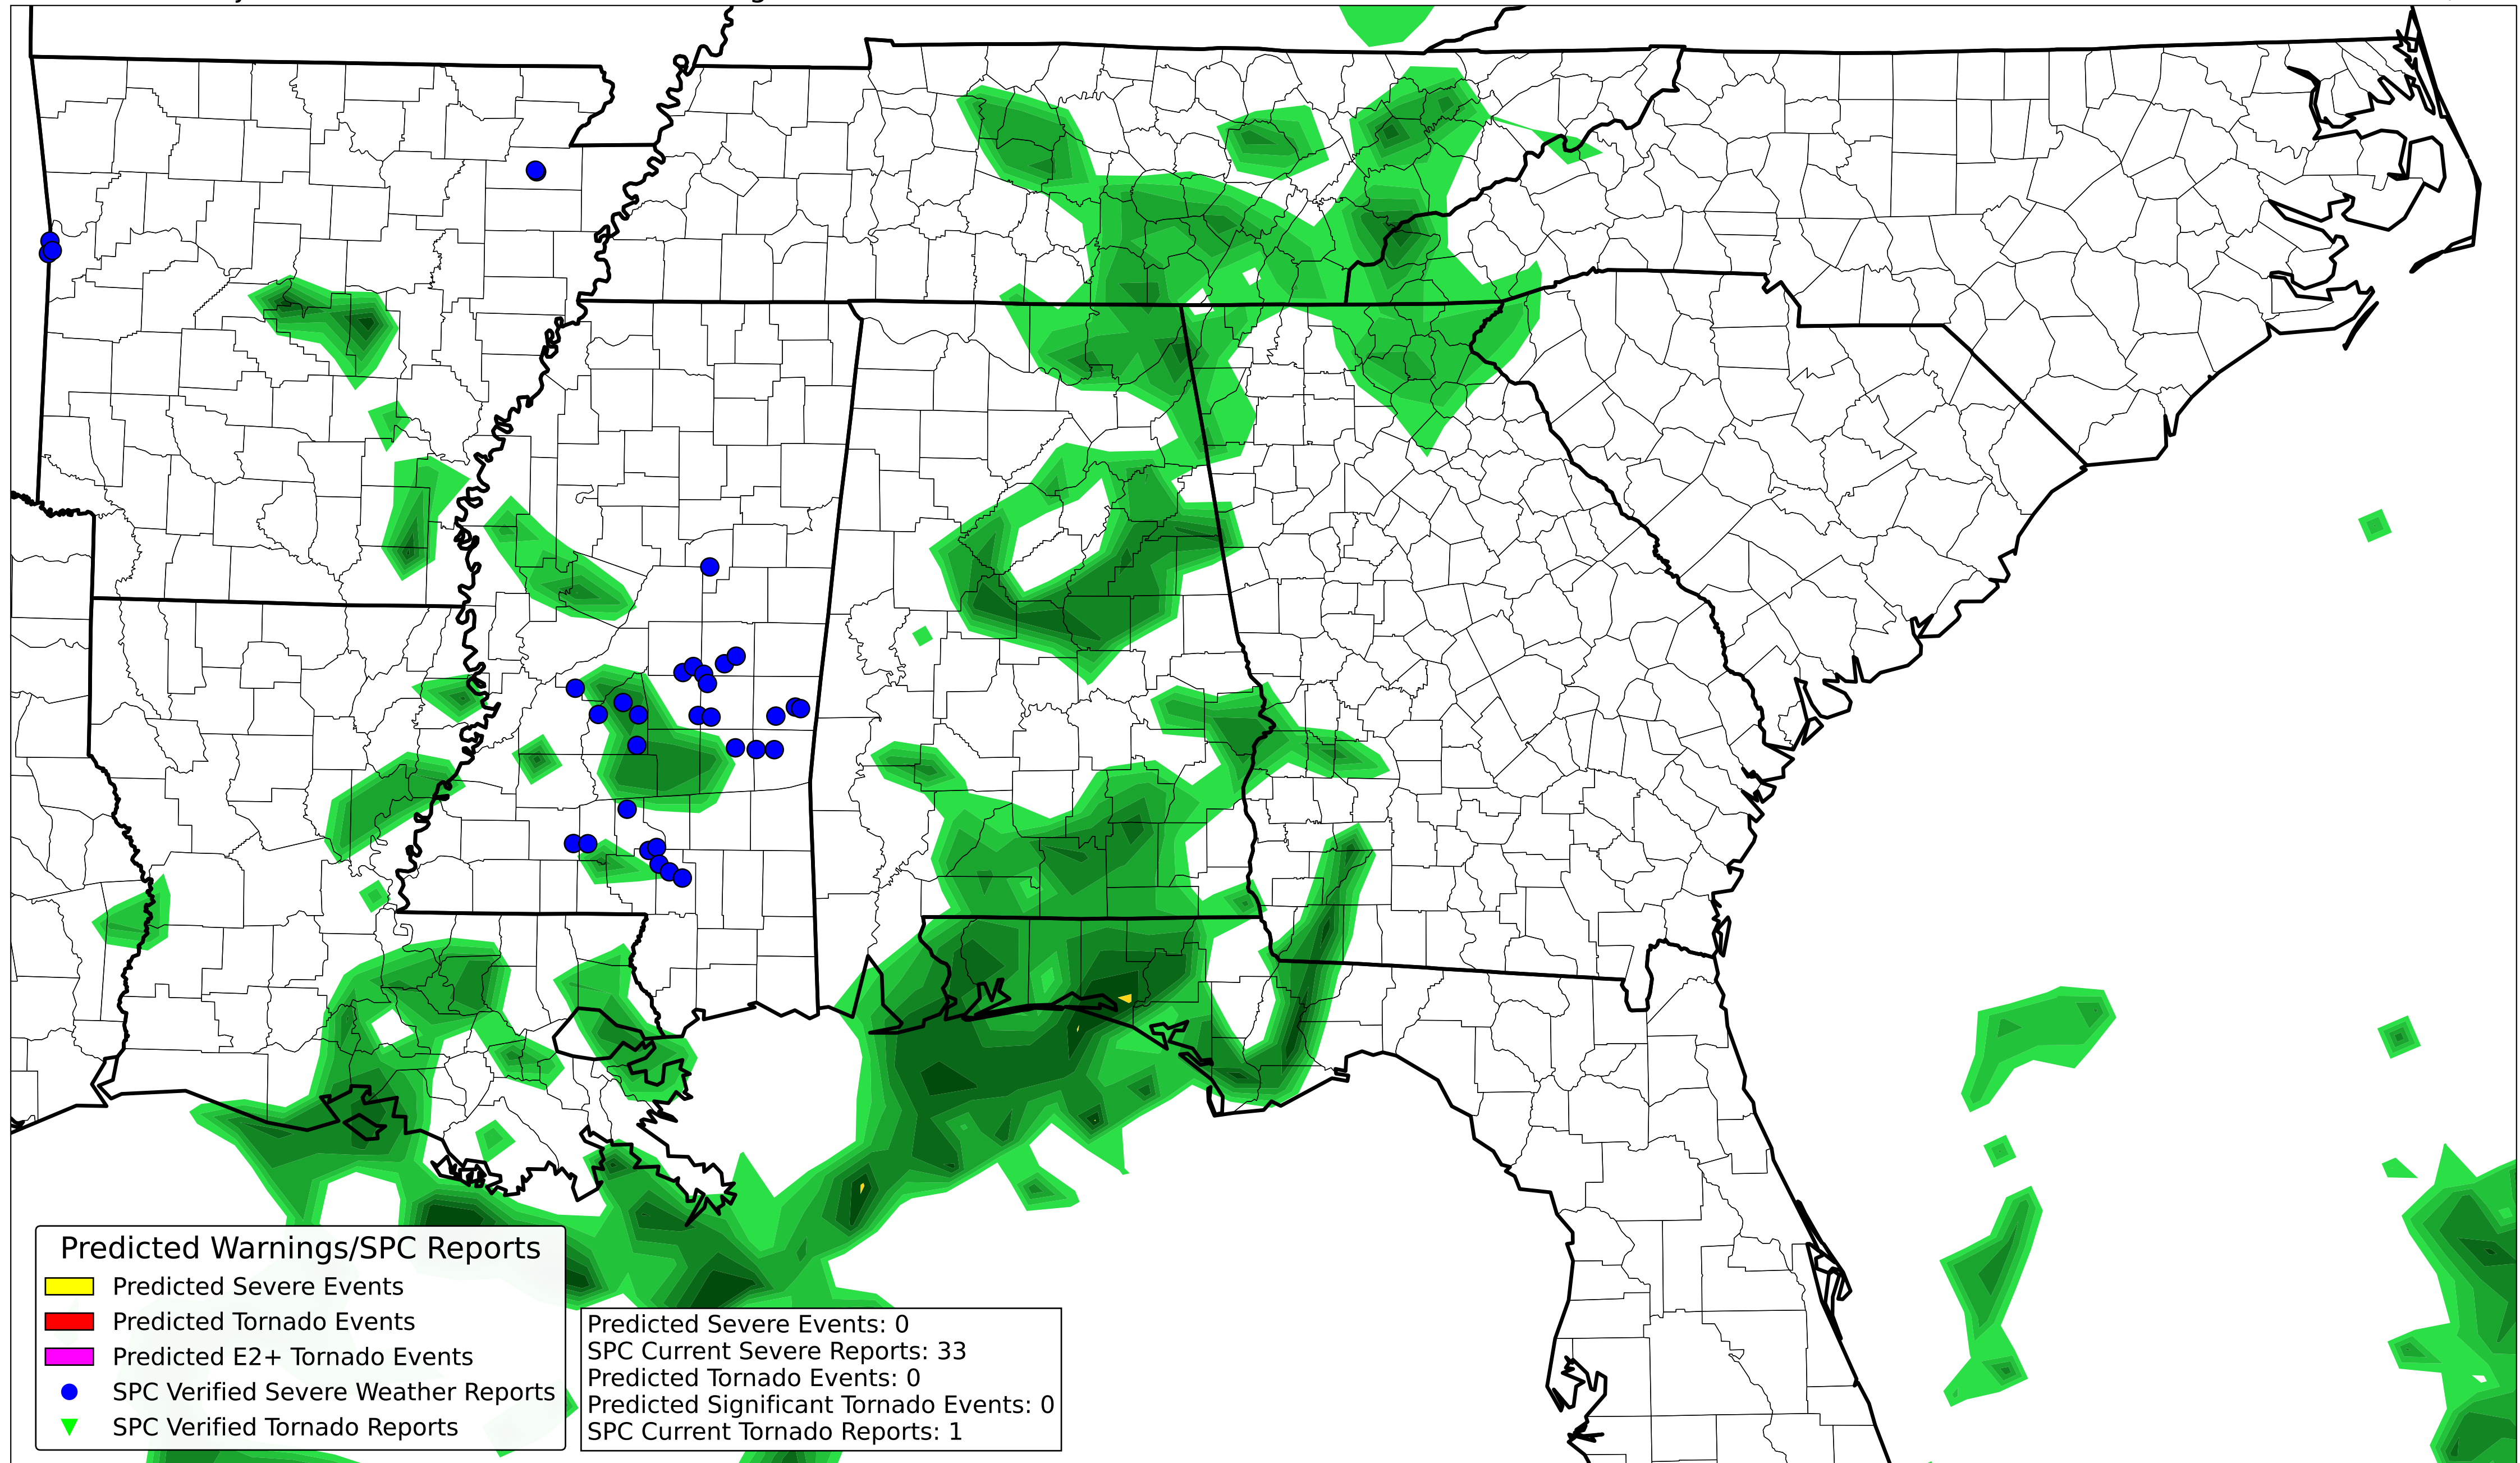 Predicted Warnings/SPC Reports
Predicted Severe Events
Predicted Tornado Events
Predicted E2+ Tornado Events
SPC Verified Severe Weather Reports
SPC Verified Tornado Reports
Predicted Severe Events: 0
SPC Current Severe Reports: 33
Predicted Tornado Events: 0
Predicted Significant Tornado Events: 0
SPC Current Tornado Reports: 1